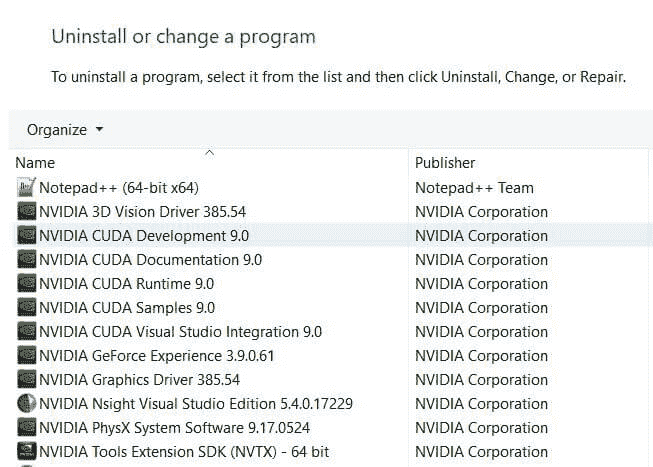 Uninstall or change a program
To uninstall a program, select it from the list and then click Uninstall, Change, or Repair.
Organize
Name Publisher
Notepad++ (64-bit x64) Notepad++ Team
NVIDIA 3D Vision Driver 385.54 NVIDIA Corporation
NVIDIA CUDA Development 9.0 NVIDIA Corporation
NVIDIA CUDA Documentation 9.0 NVIDIA Corporation
NVIDIA CUDA Runtime 9.0 NVIDIA Corporation
NVIDIA CUDA Samples 9.0 NVIDIA Corporation
NVIDIA CUDA Visual Studio Integration 9.0 NVIDIA Corporation
NVIDIA GeForce Experience 3.9.0.61 NVIDIA Corporation
NVIDIA Graphics Driver 385.54 NVIDIA Corporation
NVIDIA Nsight Visual Studio Edition 5.4.0.17229 NVIDIA Corporation
NVIDIA PhysX System Software 9.17.0524 NVIDIA Corporation
NVIDIA Tools Extension SDK (NVTX) - 64 bit NVIDIA Corporation